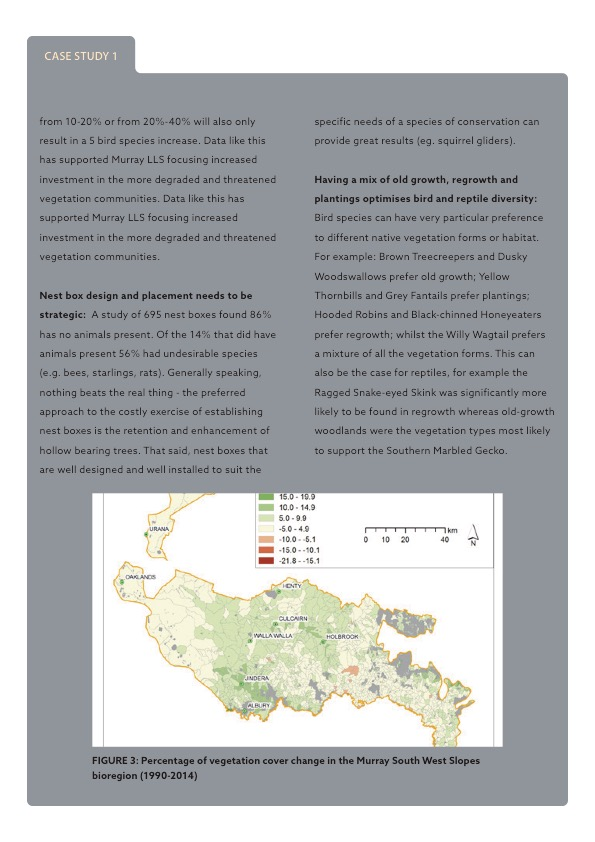 CASE STUDY 1
from 10-20% or from 20%-40% will also only
result in a 5 bird species increase. Data like this
has supported Murray LLS focusing increased
investment in the more degraded and threatened
vegetation communities. Data like this has
supported Murray LLS focusing increased
investment in the more degraded and threatened
vegetation communities.
Nest box design and placement needs to be
strategic: A study of 695 nest boxes found 86%
has no animals present. Of the 14% that did have
animals present 56% had undesirable species
(e.g. bees, starlings, rats). Generally speaking,
nothing beats the real thing - the preferred
approach to the costly exercise of establishing
nest boxes is the retention and enhancement of
hollow bearing trees. That said, nest boxes that
are well designed and well installed to suit the
specific needs of a species of conservation can
provide great results (eg. squirrel gliders).
Having a mix of old growth, regrowth and
plantings optimises bird and reptile diversity:
Bird species can have very particular preference
to different native vegetation forms or habitat.
For example: Brown Treecreepers and Dusky
Woodswallows prefer old growth; Yellow
Thornbills and Grey Fantails prefer plantings;
Hooded Robins and Black-chinned Honeyeaters
prefer regrowth; whilst the Willy Wagtail prefers
a mixture of all the vegetation forms. This can
also be the case for reptiles, for example the
Ragged Snake-eyed Skink was significantly more
likely to be found in regrowth whereas old-growth
woodlands were the vegetation types most likely
to support the Southern Marbled Gecko.
15.0 - 19.9
10.0 - 14.9
5.0 - 9.9
-5.0 - 4.9
-10.0 - -5.1
-15.0 - -10.1
-21.8 - -15.1
km
0 10 20 40
N
URANA
OAKLANDS
HENTY
CULCAIRN
WALLA WALLA
HOLBROOK
JINDERA
ALBURY
FIGURE 3: Percentage of vegetation cover change in the Murray South West Slopes
bioregion (1990-2014)